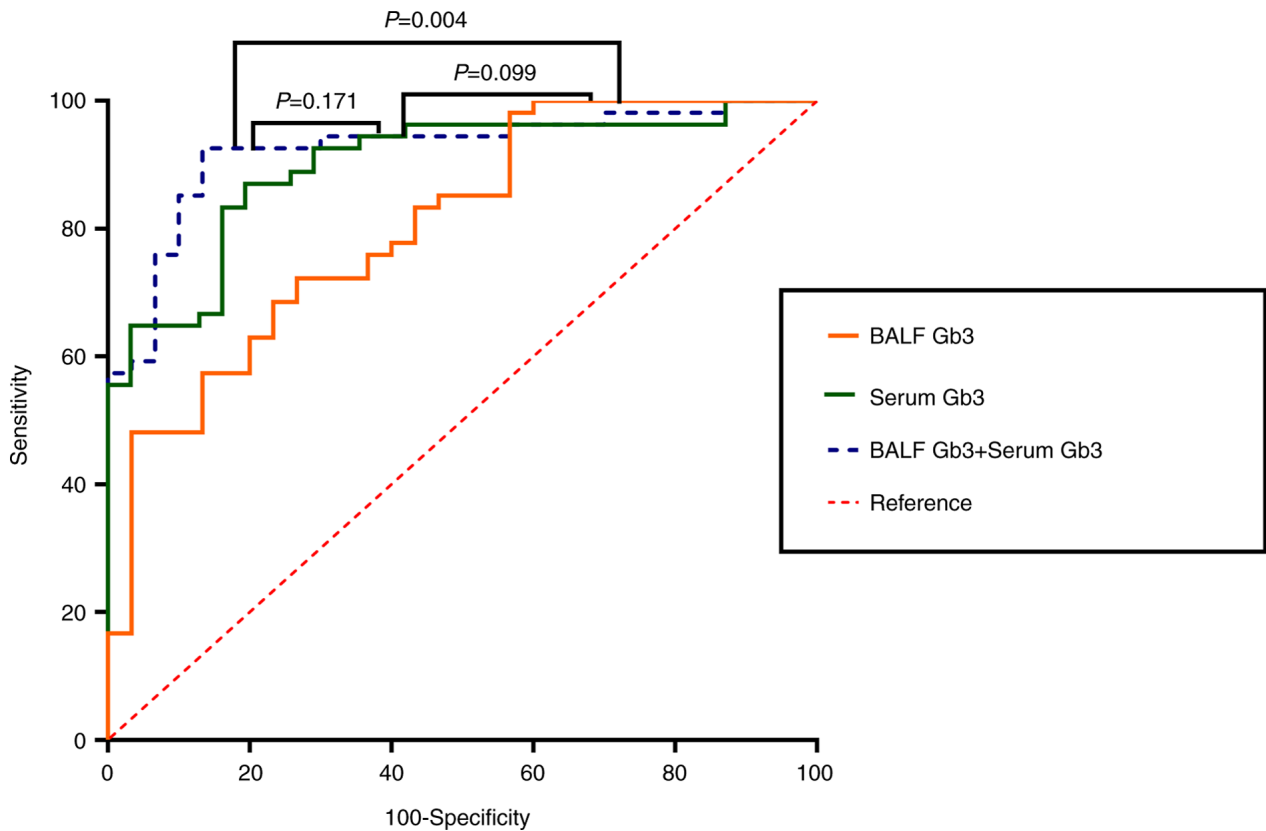 P=0.004
P=0.099
P=0.171
100
80
60
40
20
0
Sensitivity
0 20 40 60 80 100
100-Specificity
BALF Gb3
Serum Gb3
BALF Gb3+Serum Gb3
Reference